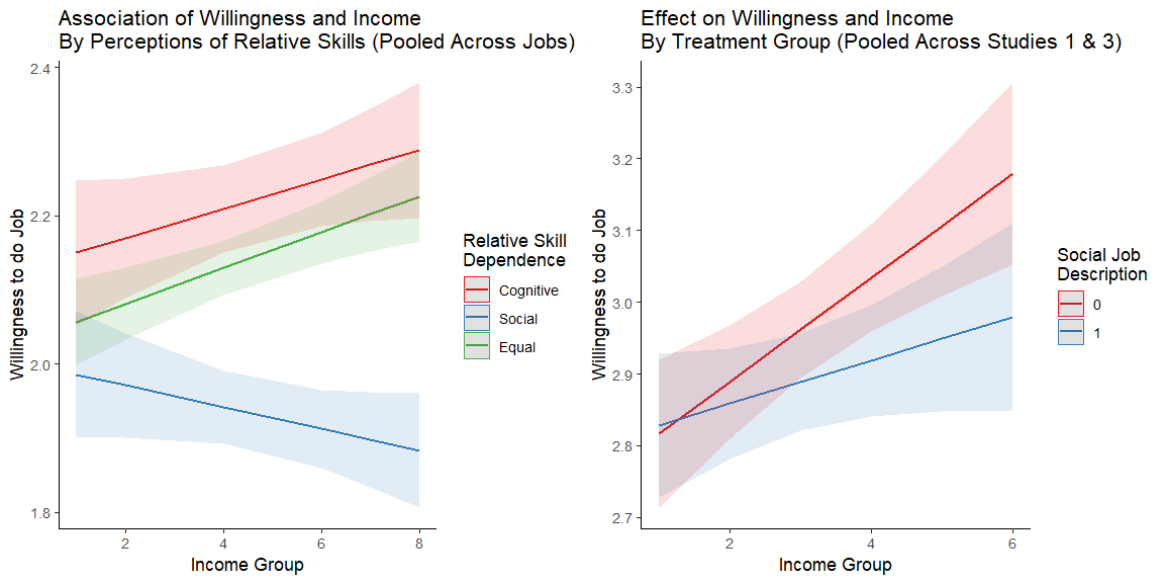 Association of Willingness and Income
By Perceptions of Relative Skills (Pooled Across Jobs)
2.4
2.2
2.0
1.8
Willingness to do Job
2
4
6
8
Income Group
Relative Skill
Dependence
Cognitive
Social
Equal
Effect on Willingness and Income
By Treatment Group (Pooled Across Studies 1 & 3)
3.3
3.2
3.1
3.0
2.9
2.8
2.7
Willingness to do Job
2
4
6
Income Group
Social Job
Description
0
1